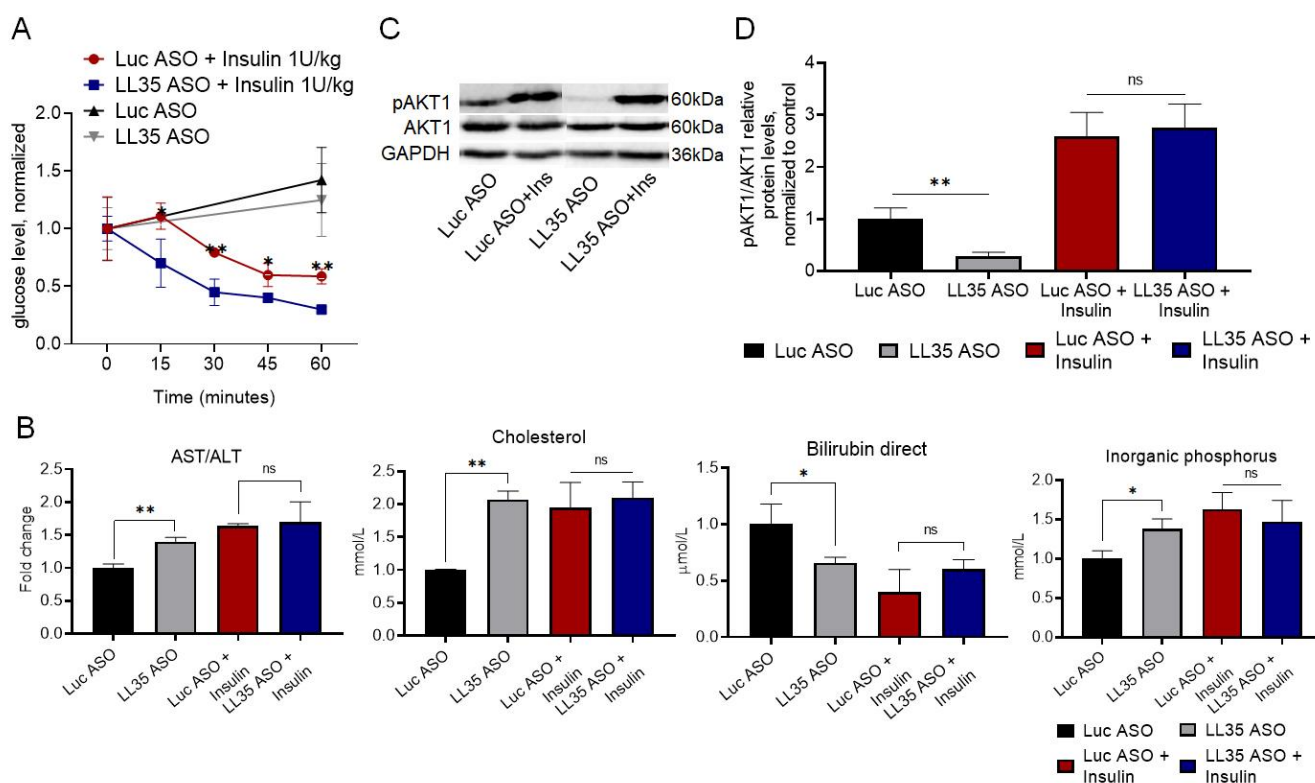 A
Luc ASO + Insulin 1U/kg
LL35 ASO + Insulin 1U/kg
Luc ASO
LL35 ASO
glucose level, normalized
2.0
1.5
1.0
0.5
0.0
*
**
*
**
0 15 30 45 60
Time (minutes)
C
pAKT1 60kDa
AKT1 60kDa
GAPDH 36kDa
Luc ASO
Luc ASO+Ins
LL35 ASO
LL35 ASO+Ins
D
pAKT1/AKT1 relative
protein levels,
normalized to control
4
3
2
1
0
**
ns
Luc ASO
LL35 ASO
Luc ASO +
Insulin
LL35 ASO +
Insulin
Luc ASO
LL35 ASO
Luc ASO +
Insulin
LL35 ASO +
Insulin
B
AST/ALT
Fold change
2.5
2.0
1.5
1.0
0.5
0.0
**
ns
Luc ASO
LL35 ASO
Luc ASO +
Insulin
LL35 ASO +
Insulin
Cholesterol
mmol/L
2.5
2.0
1.5
1.0
0.5
0.0
**
ns
Luc ASO
LL35 ASO
Luc ASO +
Insulin
LL35 ASO +
Insulin
Bilirubin direct
μmol/L
1.5
1.0
0.5
0.0
*
ns
Luc ASO
LL35 ASO
Luc ASO +
Insulin
LL35 ASO +
Insulin
Inorganic phosphorus
mmol/L
2.0
1.5
1.0
0.5
0.0
*
ns
Luc ASO
LL35 ASO
Luc ASO +
Insulin
LL35 ASO +
Insulin
Luc ASO
LL35 ASO
Luc ASO +
Insulin
LL35 ASO +
Insulin